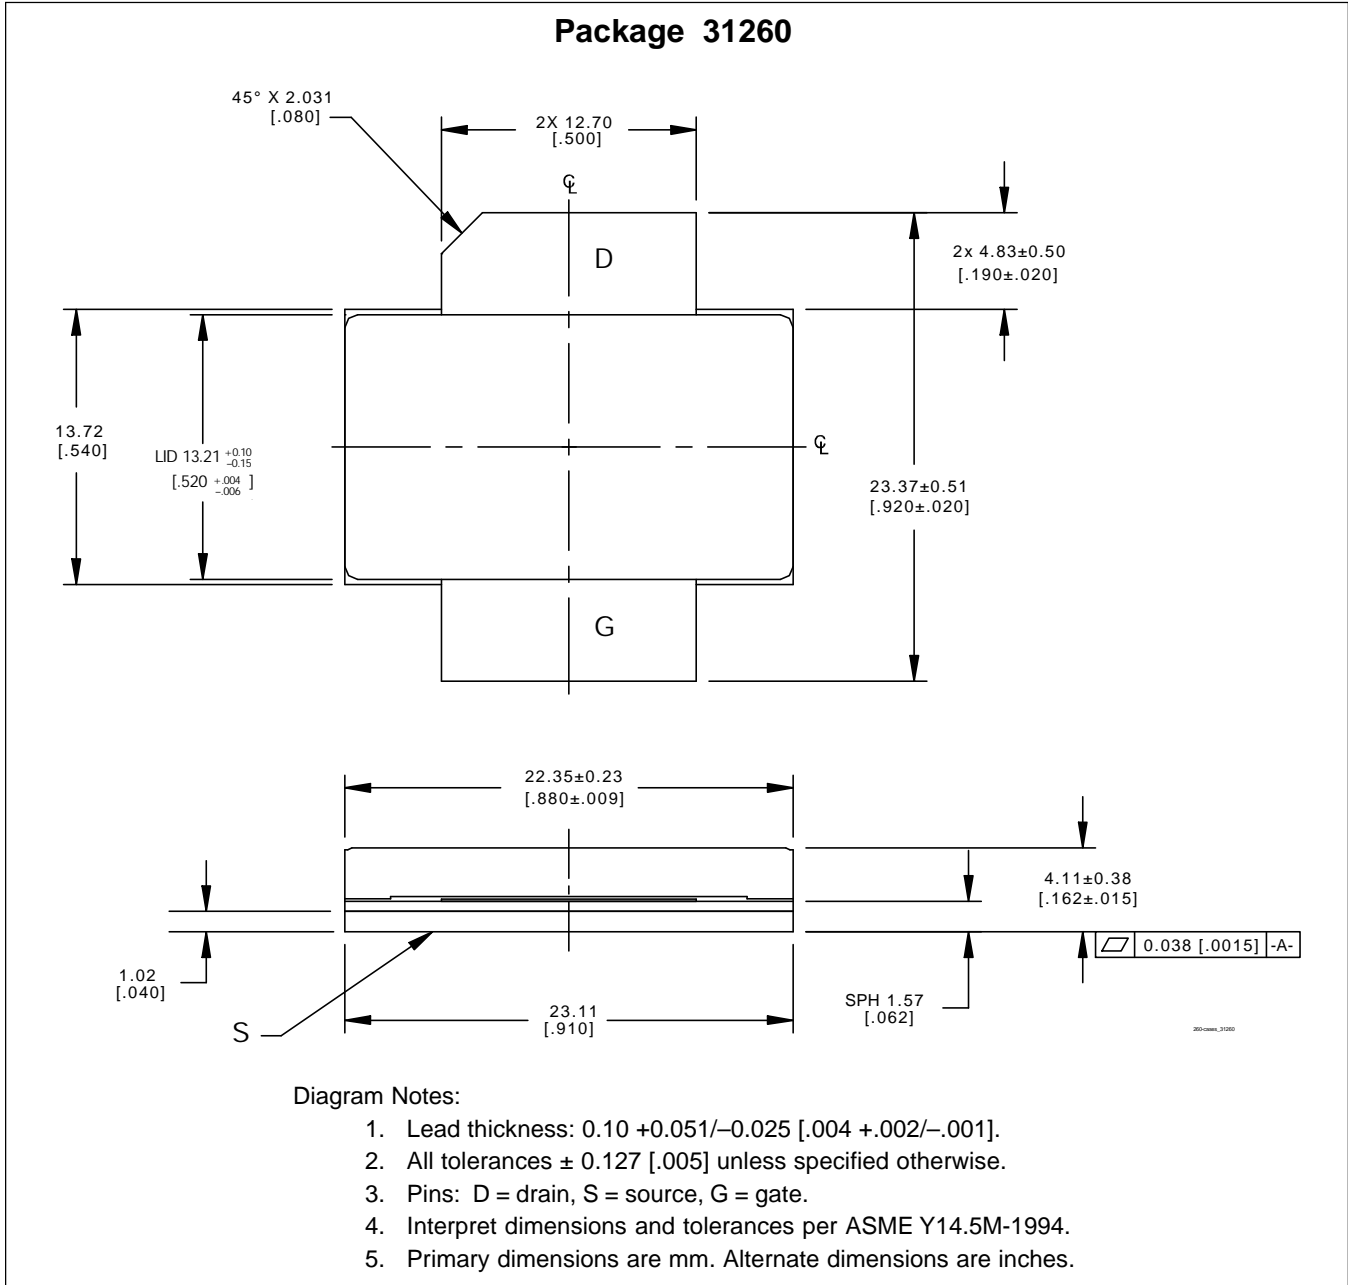 Package 31260
45° X 2.031
[.080]
2X 12.70
[.500]
℄
D
2x 4.83±0.50
[.190±.020]
13.72
[.540]
LID 13.21 +0.10
–0.15
[.520 +.004
–.006 ]
℄
23.37±0.51
[.920±.020]
G
22.35±0.23
[.880±.009]
4.11±0.38
[.162±.015]
0.038 [.0015] -A-
1.02
[.040]
SPH 1.57
[.062]
S
23.11
[.910]
260-cases_31260
Diagram Notes:
1. Lead thickness: 0.10 +0.051/–0.025 [.004 +.002/–.001].
2. All tolerances ± 0.127 [.005] unless specified otherwise.
3. Pins: D = drain, S = source, G = gate.
4. Interpret dimensions and tolerances per ASME Y14.5M-1994.
5. Primary dimensions are mm. Alternate dimensions are inches.